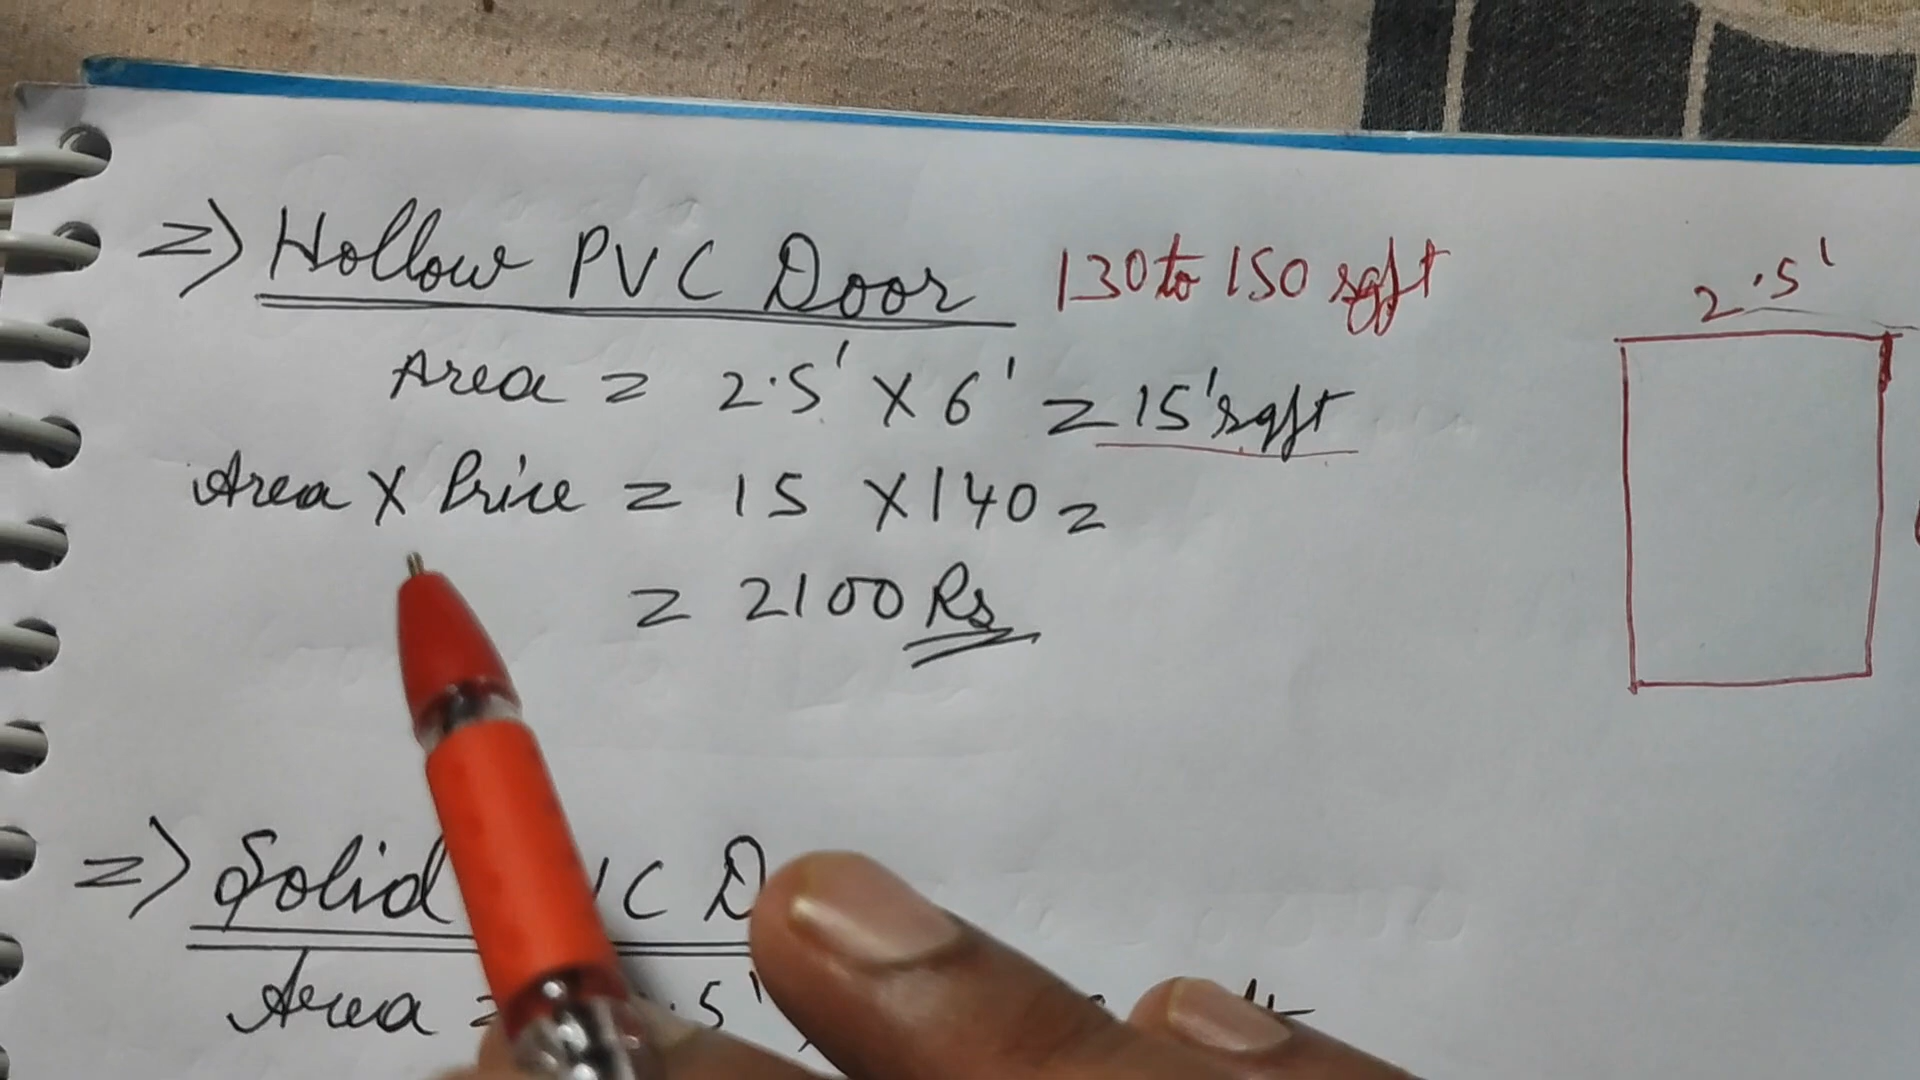 => Hollow PVC Door 130 to 150 sqft
2.5'
Area = 2.5' X 6' = 15' sqft
Area X Price = 15 X 140 =
= 2100 Rs
=> Solid
Area =